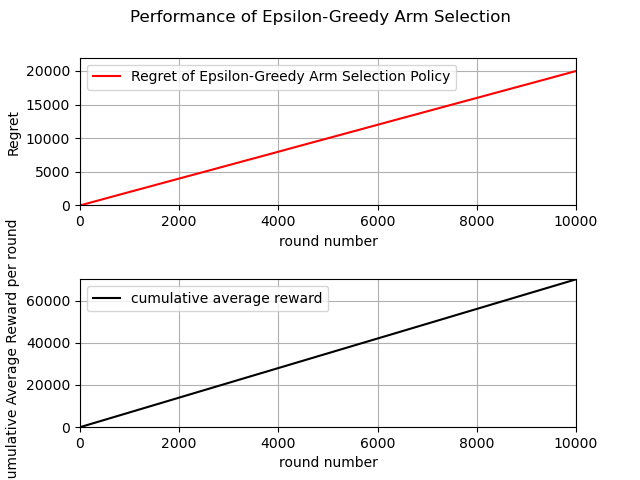 Performance of Epsilon-Greedy Arm Selection
Regret of Epsilon-Greedy Arm Selection Policy
Regret
20000
15000
10000
5000
0
0 2000 4000 6000 8000 10000
round number
cumulative average reward
umulative Average Reward per round
60000
40000
20000
0
0 2000 4000 6000 8000 10000
round number